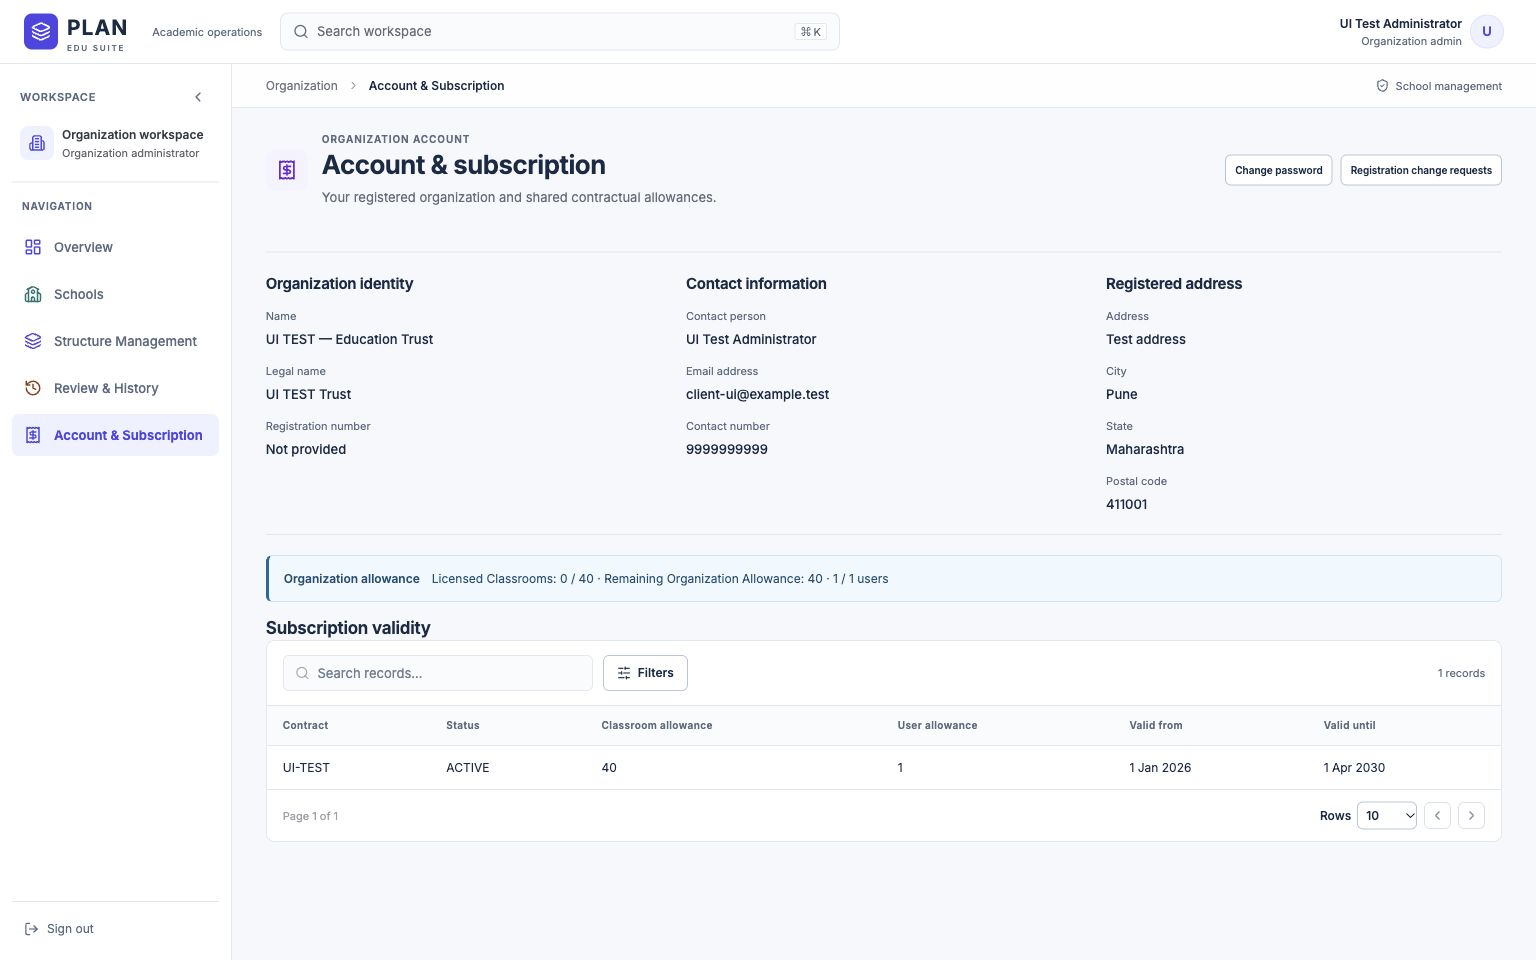 PLAN
EDU SUITE
Academic operations
Search workspace
⌘ K
UI Test Administrator
Organization admin
U
WORKSPACE
Organization workspace
Organization administrator
NAVIGATION
Overview
Schools
Structure Management
Review & History
Account & Subscription
Sign out
Organization > Account & Subscription
School management
ORGANIZATION ACCOUNT
Account & subscription
Your registered organization and shared contractual allowances.
Change password
Registration change requests
Organization identity
Name
UI TEST — Education Trust
Legal name
UI TEST Trust
Registration number
Not provided
Contact information
Contact person
UI Test Administrator
Email address
client-ui@example.test
Contact number
9999999999
Registered address
Address
Test address
City
Pune
State
Maharashtra
Postal code
411001
Organization allowance Licensed Classrooms: 0 / 40 · Remaining Organization Allowance: 40 · 1 / 1 users
Subscription validity
Search records...
Filters
1 records
Contract Status Classroom allowance User allowance Valid from Valid until
UI-TEST ACTIVE 40 1 1 Jan 2026 1 Apr 2030
Page 1 of 1
Rows 10